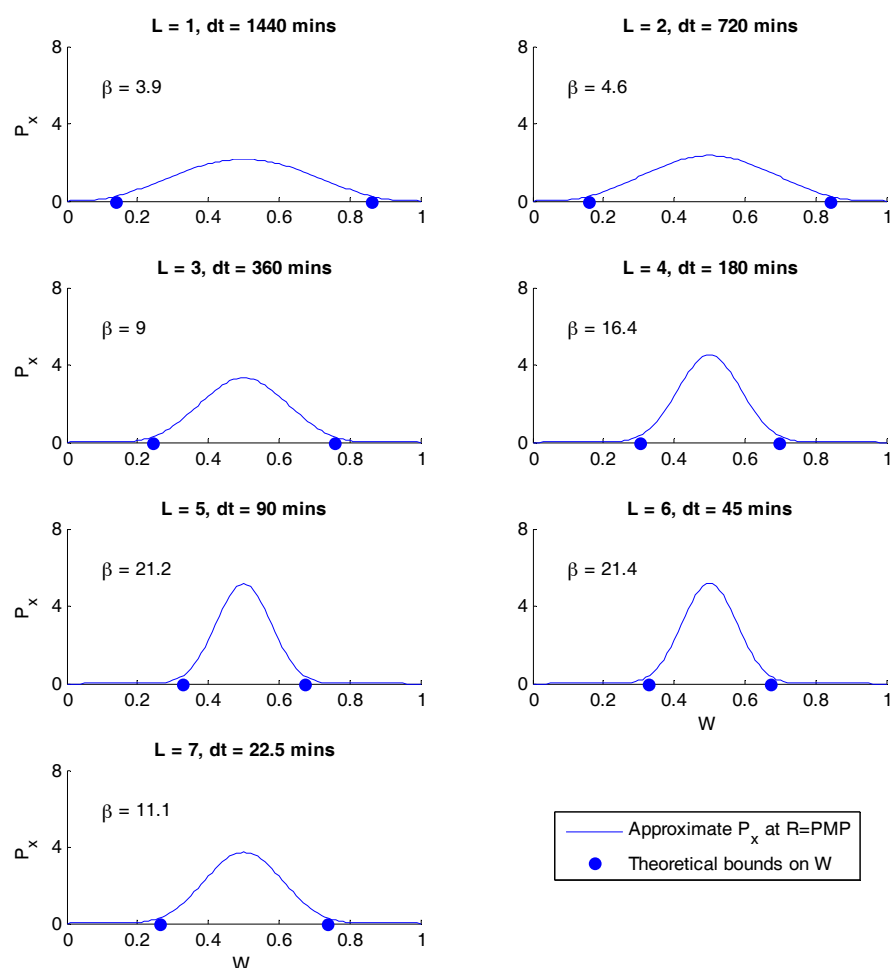 L = 1, dt = 1440 mins
8
4
0
P_x
β = 3.9
0 0.2 0.4 0.6 0.8 1
L = 2, dt = 720 mins
8
4
0
β = 4.6
0 0.2 0.4 0.6 0.8 1
L = 3, dt = 360 mins
8
4
0
P_x
β = 9
0 0.2 0.4 0.6 0.8 1
L = 4, dt = 180 mins
8
4
0
β = 16.4
0 0.2 0.4 0.6 0.8 1
L = 5, dt = 90 mins
8
4
0
P_x
β = 21.2
0 0.2 0.4 0.6 0.8 1
L = 6, dt = 45 mins
8
4
0
β = 21.4
0 0.2 0.4 0.6 0.8 1
W
L = 7, dt = 22.5 mins
8
4
0
P_x
β = 11.1
0 0.2 0.4 0.6 0.8 1
W
Approximate P_x at R=PMP
Theoretical bounds on W